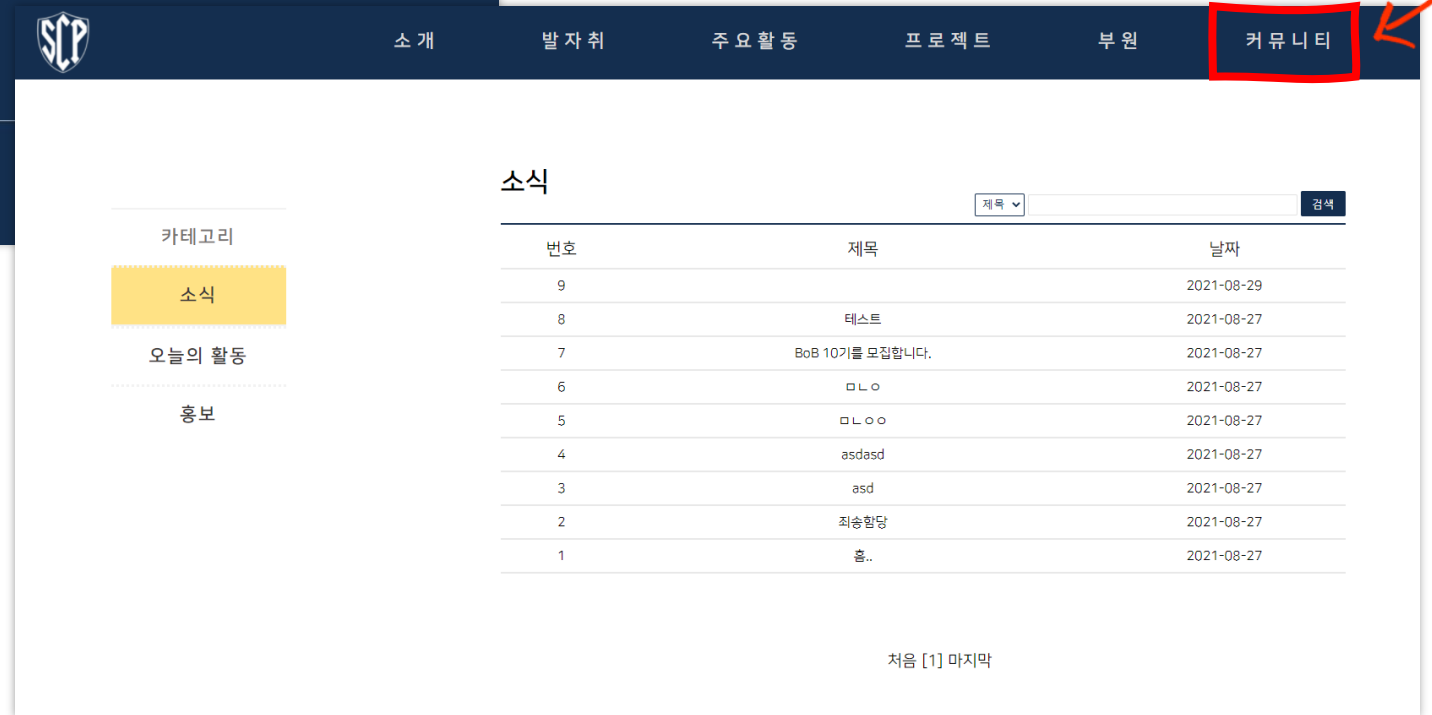 SCP 소개 발자취 주요활동 프로젝트 부원 커뮤니티
카테고리
소식
오늘의 활동
홍보
소식
제목 검색
번호 제목 날짜
9 2021-08-29
8 테스트 2021-08-27
7 BoB 10기를 모집합니다. 2021-08-27
6 ㅁㄴㅇ 2021-08-27
5 ㅁㄴㅇㅇ 2021-08-27
4 asdasd 2021-08-27
3 asd 2021-08-27
2 죄송함당 2021-08-27
1 흠.. 2021-08-27
처음 [1] 마지막